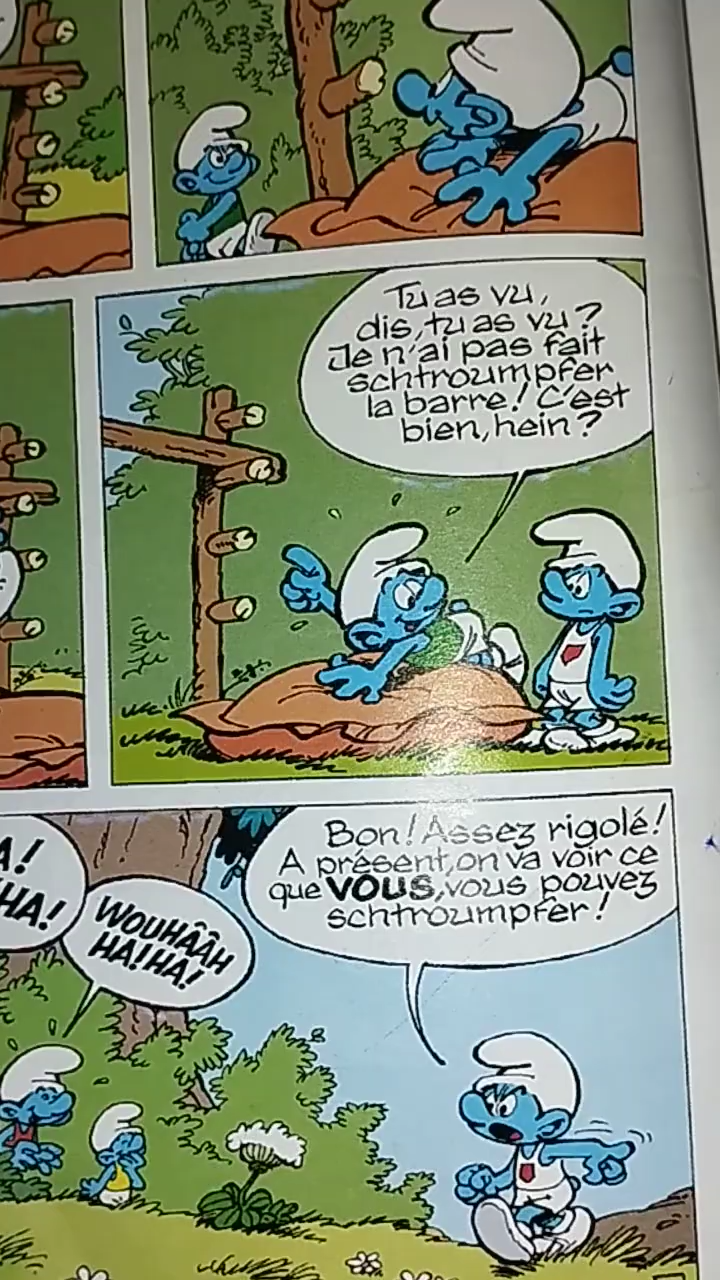 Tu as vu,
dis, tu as vu ?
Je n'ai pas fait
schtroumpfer
la barre ! C'est
bien, hein ?
A !
HA !
WOUHÂÂH
HA ! HA !
Bon ! Assez rigolé !
A présent, on va voir ce
que VOUS, vous pouvez
schtroumpfer !